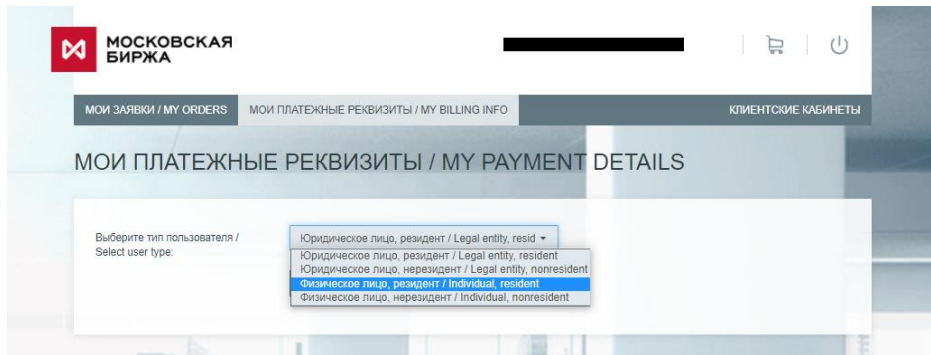 МОСКОВСКАЯ
БИРЖА
МОИ ЗАЯВКИ / MY ORDERS
МОИ ПЛАТЕЖНЫЕ РЕКВИЗИТЫ / MY BILLING INFO
КЛИЕНТСКИЕ КАБИНЕТЫ
МОИ ПЛАТЕЖНЫЕ РЕКВИЗИТЫ / MY PAYMENT DETAILS
Выберите тип пользователя /
Select user type:
Юридическое лицо, резидент / Legal entity, resid
Юридическое лицо, резидент / Legal entity, resident
Юридическое лицо, нерезидент / Legal entity, nonresident
Физическое лицо, резидент / Individual, resident
Физическое лицо, нерезидент / Individual, nonresident